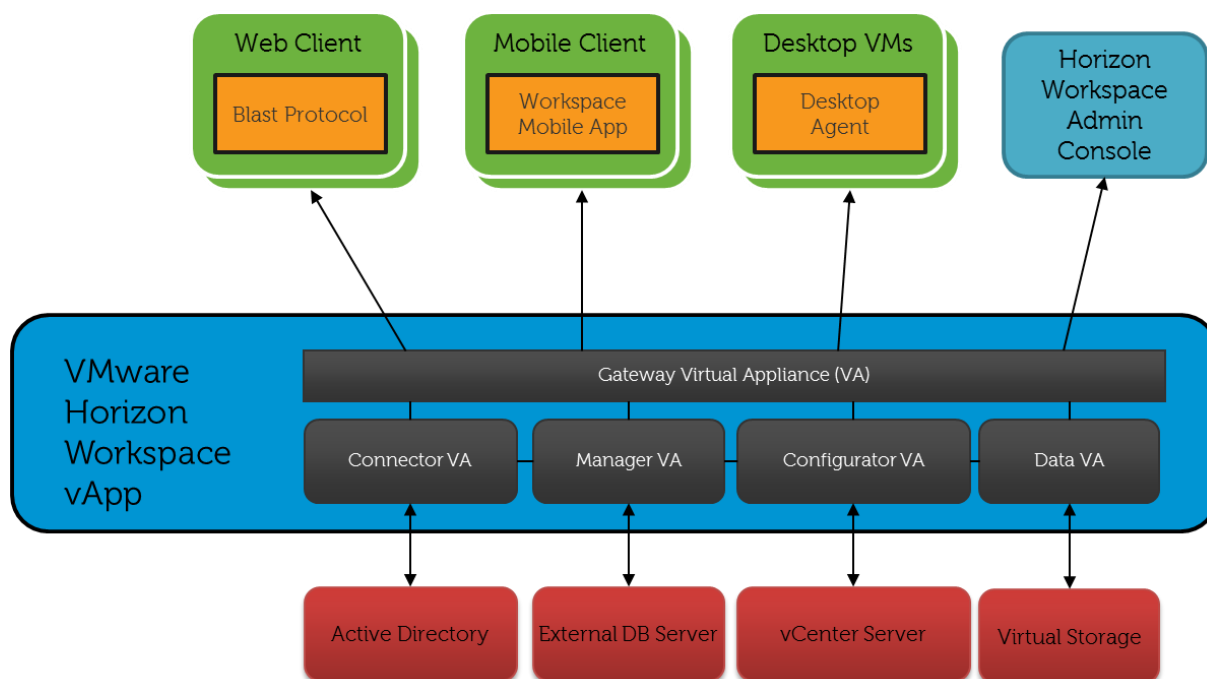 Web Client
Blast Protocol
Mobile Client
Workspace
Mobile App
Desktop VMs
Desktop
Agent
Horizon
Workspace
Admin
Console
VMware
Horizon
Workspace
vApp
Gateway Virtual Appliance (VA)
Connector VA
Manager VA
Configurator VA
Data VA
Active Directory
External DB Server
vCenter Server
Virtual Storage